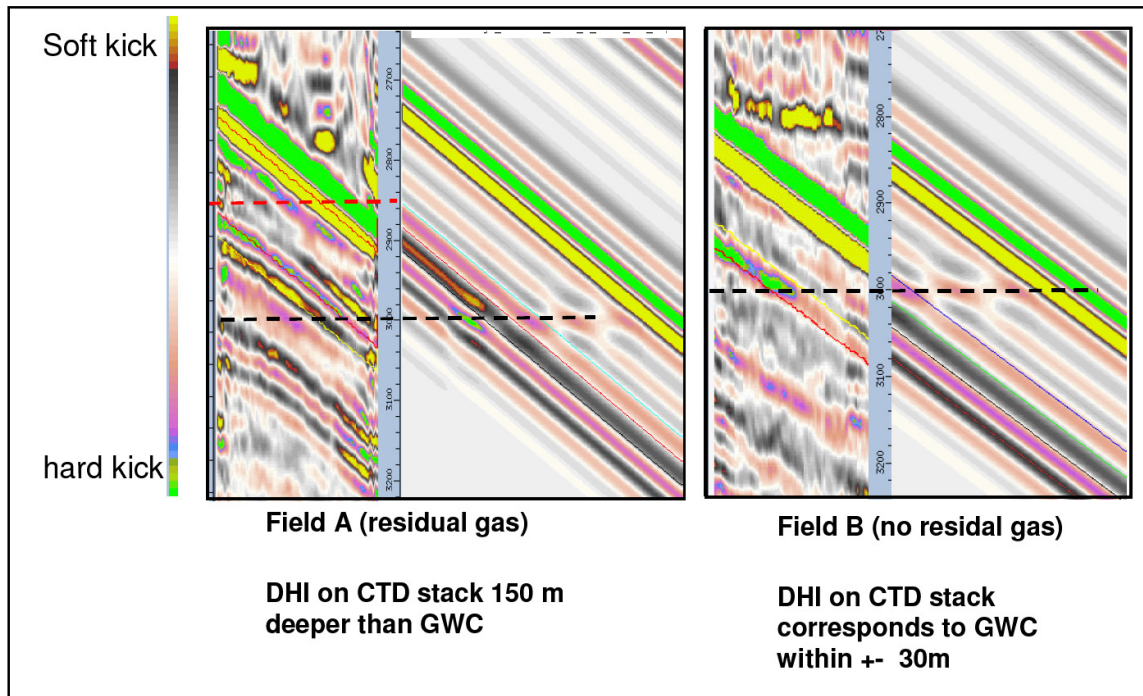 Soft kick
hard kick
2700
2800
2900
3000
3100
3200
2800
2900
3000
3100
3200
Field A (residual gas)
DHI on CTD stack 150 m
deeper than GWC
Field B (no residal gas)
DHI on CTD stack
corresponds to GWC
within +- 30m